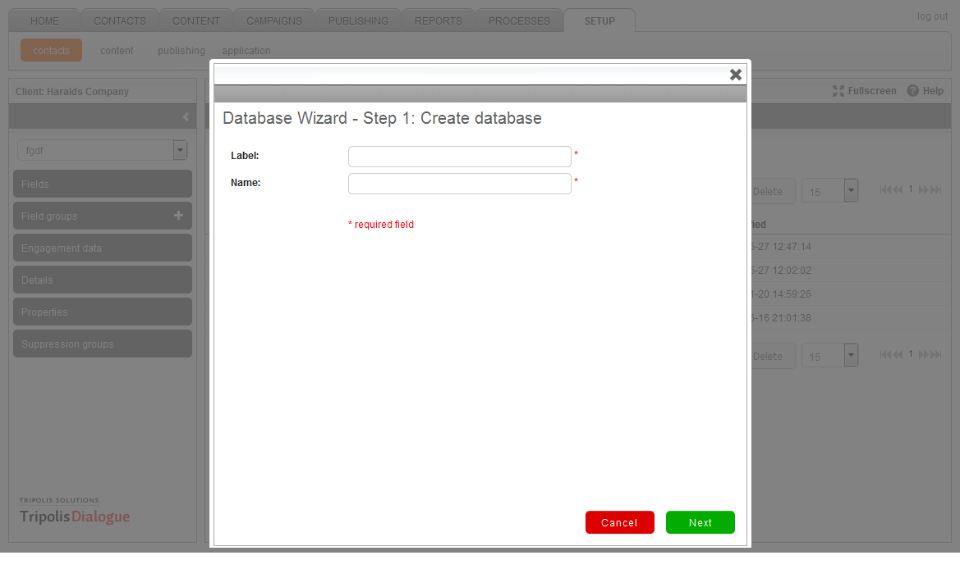 HOME CONTACTS CONTENT CAMPAIGNS PUBLISHING REPORTS PROCESSES SETUP log out
contacts content publishing application
Client: Haralds Company Fullscreen Help
Database Wizard - Step 1: Create database
Label: *
Name: *
* required field
fgdf
Fields
Field groups
Engagement data
Details
Properties
Suppression groups
Delete 15 1
ied
-27 12:47:14
-27 12:02:02
-20 14:59:26
-16 21:01:38
Delete 15 1
TRIPOLIS SOLUTIONS
TripolisDialogue
Cancel Next